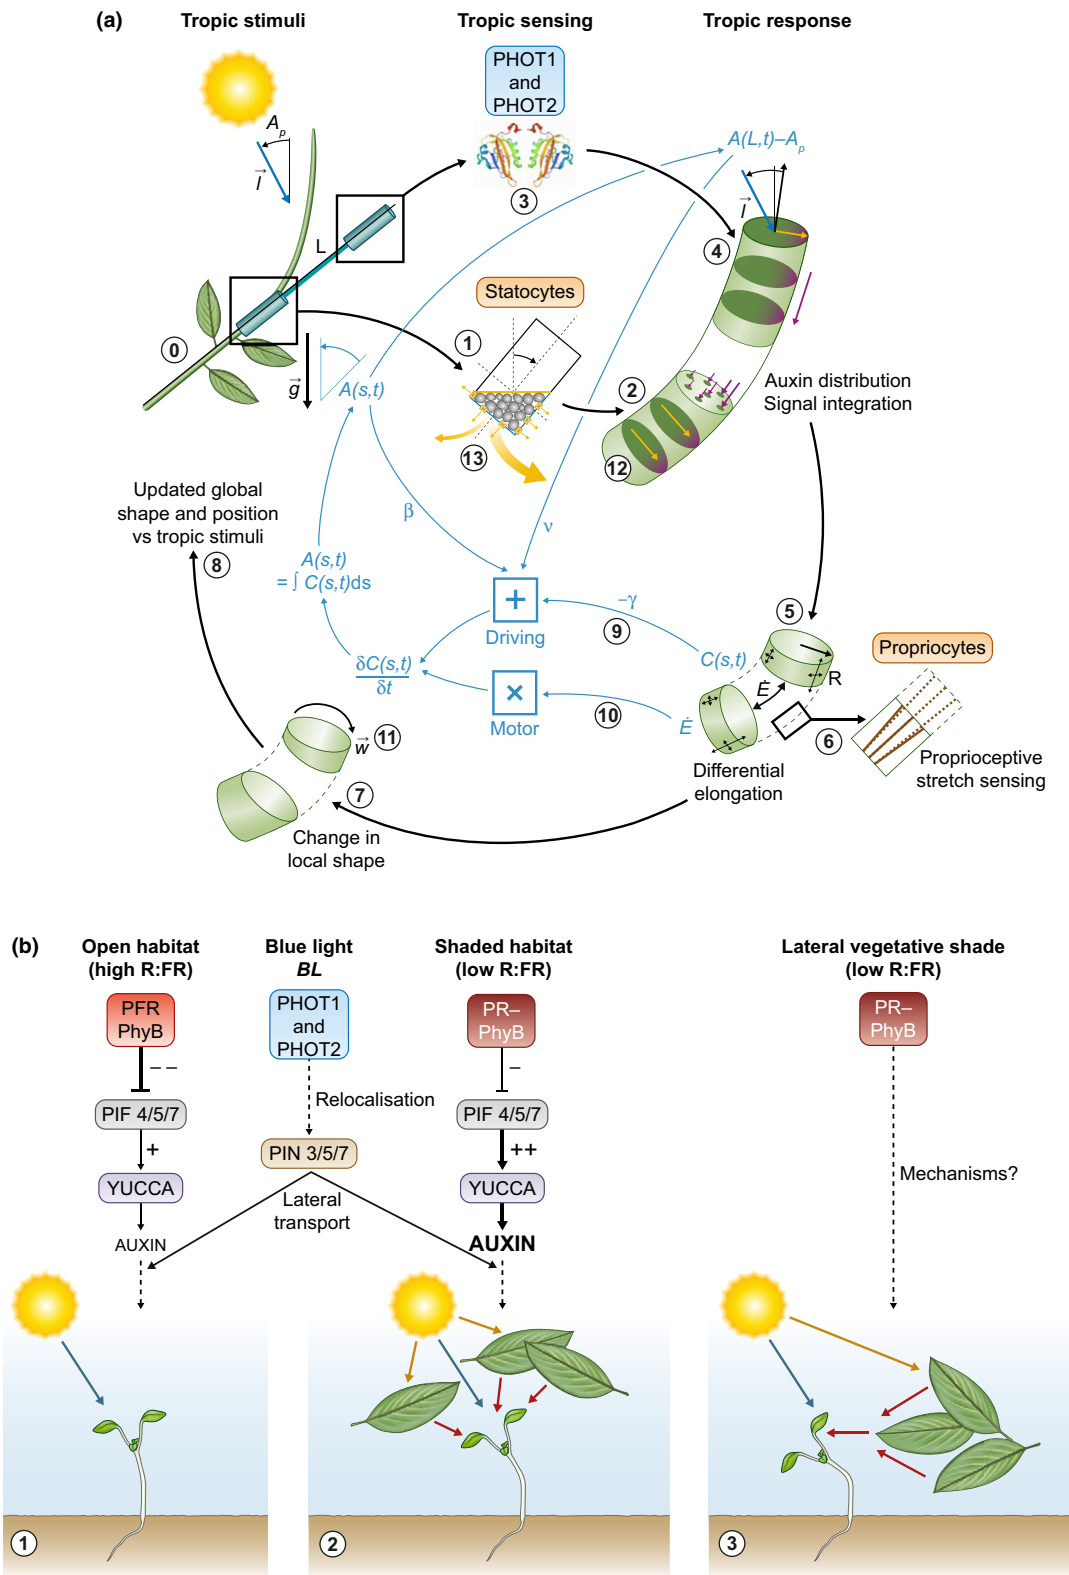 (a)
Tropic stimuli
Tropic sensing
Tropic response
PHOT1
and
PHOT2
3
A(L,t)–Aₚ
Aₚ
l⃗
L
l⃗
4
Statocytes
0
1
g⃗
A(s,t)
2
Auxin distribution
Signal integration
13
12
Updated global
shape and position
vs tropic stimuli
8
β
ν
A(s,t)
= ∫ C(s,t)ds
+
Driving
–γ
9
5
Propriocytes
C(s,t)
δC(s,t)
δt
×
Motor
10
Ė
Ė
R
6
Proprioceptive
stretch sensing
w⃗
11
Differential
elongation
7
Change in
local shape
(b)
Open habitat
(high R:FR)
PFR
PhyB
– –
PIF 4/5/7
+
YUCCA
AUXIN
Blue light
BL
PHOT1
and
PHOT2
Relocalisation
PIN 3/5/7
Lateral
transport
Shaded habitat
(low R:FR)
PR–
PhyB
–
PIF 4/5/7
++
YUCCA
AUXIN
Lateral vegetative shade
(low R:FR)
PR–
PhyB
Mechanisms?
1
2
3